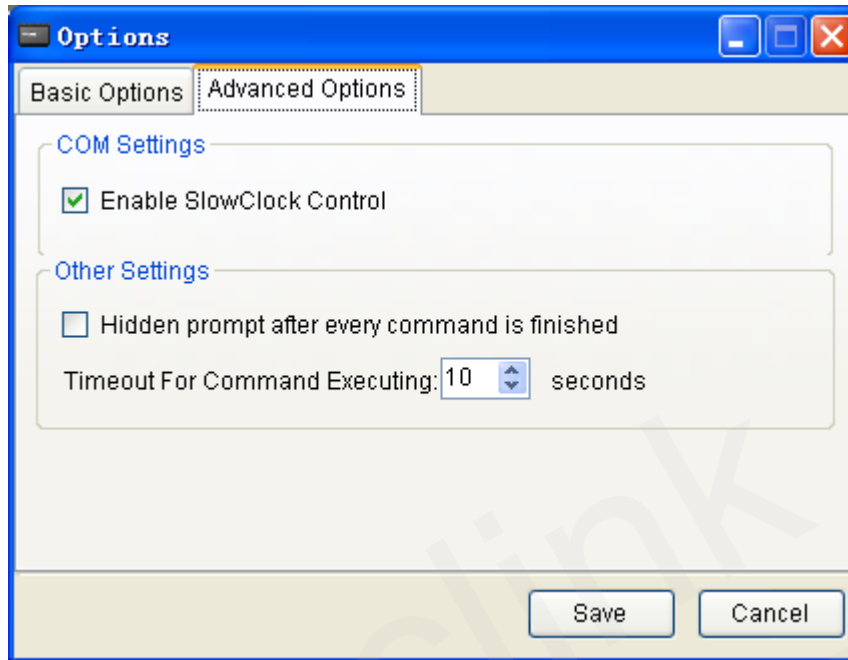 Options
Basic Options Advanced Options
COM Settings
Enable SlowClock Control
Other Settings
Hidden prompt after every command is finished
Timeout For Command Executing: 10 seconds
Save Cancel